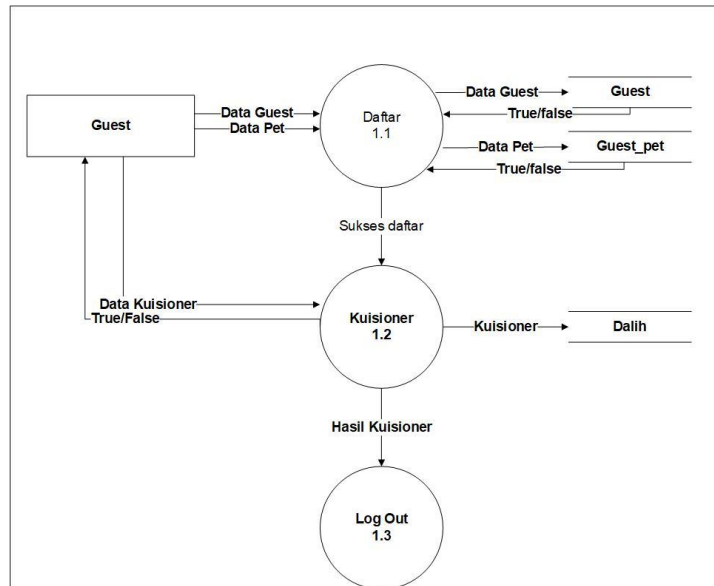 Guest
Data Guest
Data Pet
Daftar
1.1
Data Guest
Guest
True/false
Data Pet
Guest_pet
True/false
Sukses daftar
Data Kuisioner
True/False
Kuisioner
1.2
Kuisioner
Dalih
Hasil Kuisioner
Log Out
1.3